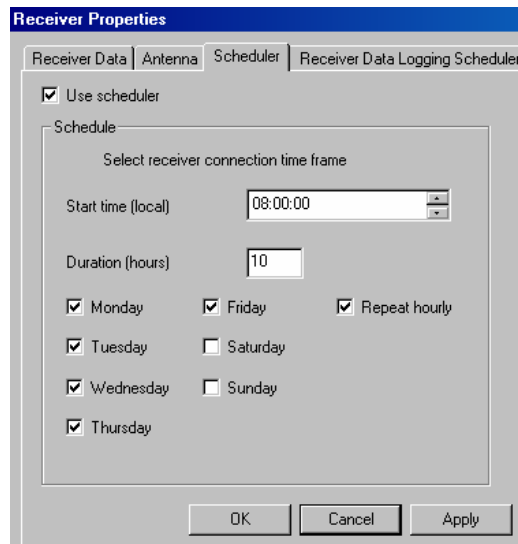 Receiver Properties
Receiver Data Antenna Scheduler Receiver Data Logging Scheduler
Use scheduler
Schedule
Select receiver connection time frame
Start time (local) 08:00:00
Duration (hours) 10
Monday Friday Repeat hourly
Tuesday Saturday
Wednesday Sunday
Thursday
OK Cancel Apply